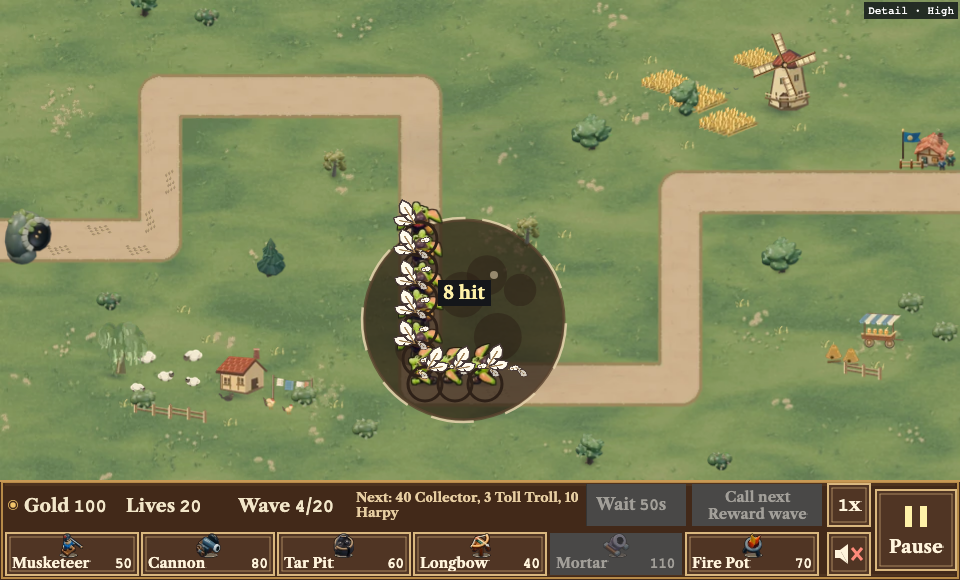 Detail · High
8 hit
Gold 100 Lives 20 Wave 4/20
Next: 40 Collector, 3 Toll Troll, 10
Harpy
Wait 50s
Call next
Reward wave
1x
Pause
Musketeer 50
Cannon 80
Tar Pit 60
Longbow 40
Mortar 110
Fire Pot 70